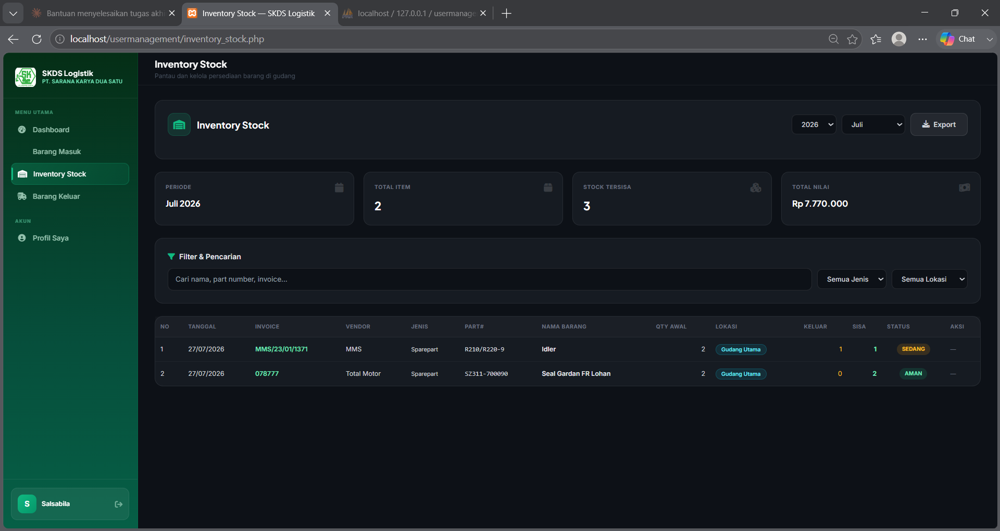 Bantuan menyelesaikan tugas akh
Inventory Stock — SKDS Logistik
localhost / 127.0.0.1 / usermanage
localhost/usermanagement/inventory_stock.php
Chat
SK
SKDS Logistik
PT. SARANA KARYA DUA SATU
MENU UTAMA
Dashboard
Barang Masuk
Inventory Stock
Barang Keluar
AKUN
Profil Saya
S
Salsabila
Inventory Stock
Pantau dan kelola persediaan barang di gudang
Inventory Stock
2026
Juli
Export
PERIODE
Juli 2026
TOTAL ITEM
2
STOCK TERSISA
3
TOTAL NILAI
Rp 7.770.000
Filter & Pencarian
Cari nama, part number, invoice...
Semua Jenis
Semua Lokasi
NO TANGGAL INVOICE VENDOR JENIS PART# NAMA BARANG QTY AWAL LOKASI KELUAR SISA STATUS AKSI
1 27/07/2026 MMS/23/01/1371 MMS Sparepart R210/R220-9 Idler 2 Gudang Utama 1 1 SEDANG —
2 27/07/2026 078777 Total Motor Sparepart SZ311-700090 Seal Gardan FR Lohan 2 Gudang Utama 0 2 AMAN —